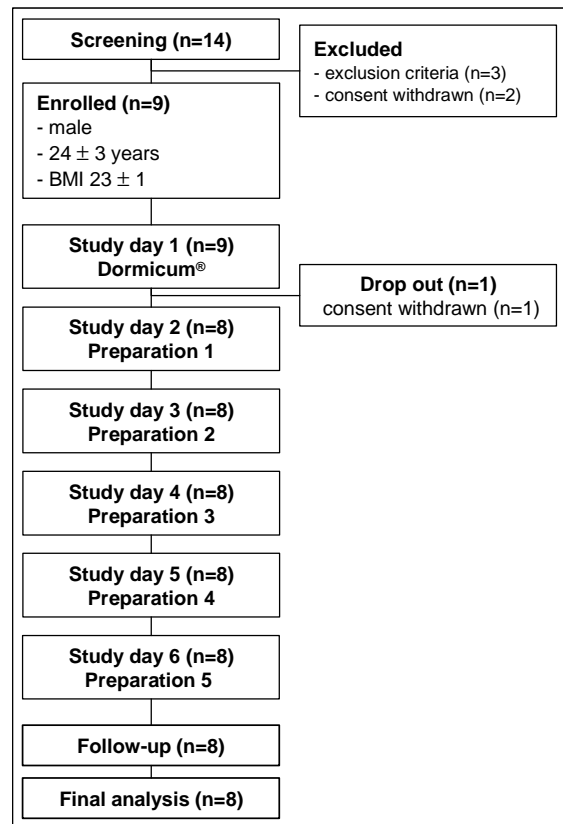 Screening (n=14)
Excluded
- exclusion criteria (n=3)
- consent withdrawn (n=2)
Enrolled (n=9)
- male
- 24 ± 3 years
- BMI 23 ± 1
Study day 1 (n=9)
Dormicum®
Drop out (n=1)
consent withdrawn (n=1)
Study day 2 (n=8)
Preparation 1
Study day 3 (n=8)
Preparation 2
Study day 4 (n=8)
Preparation 3
Study day 5 (n=8)
Preparation 4
Study day 6 (n=8)
Preparation 5
Follow-up (n=8)
Final analysis (n=8)